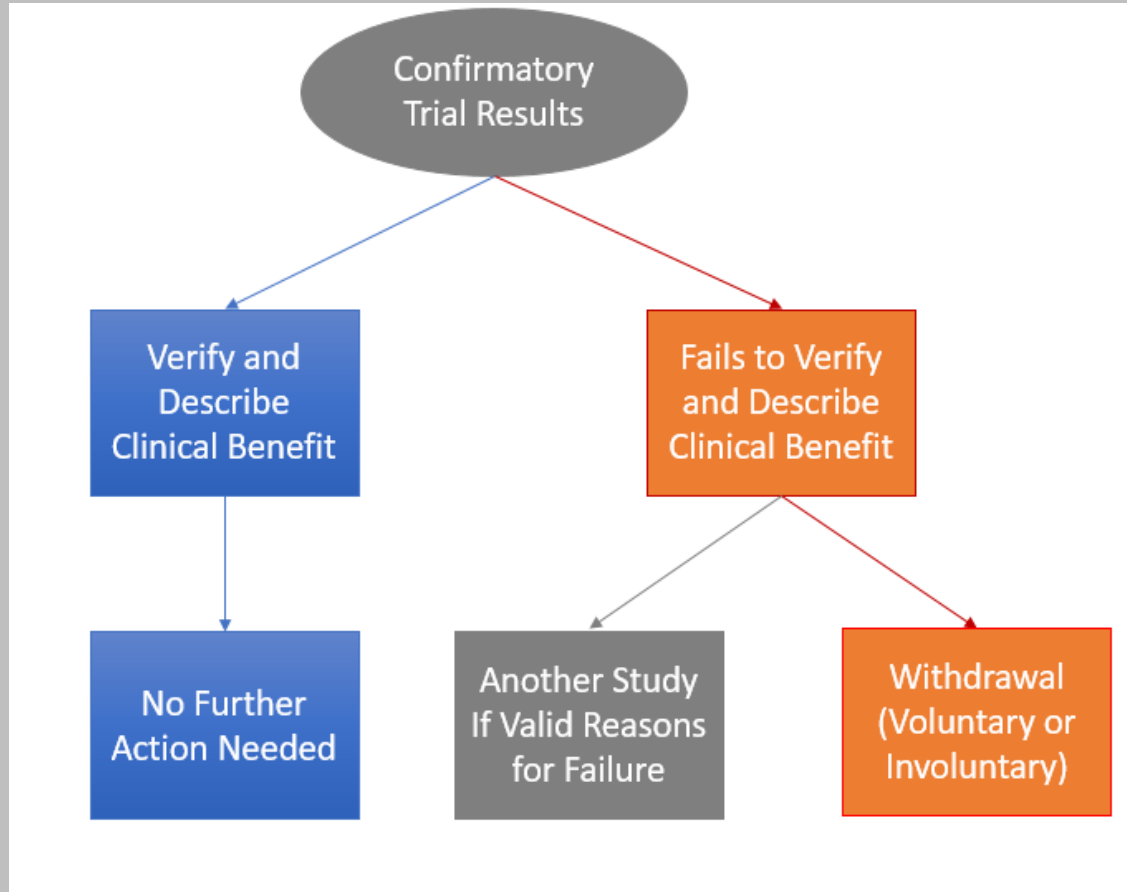 Confirmatory
Trial Results
Verify and
Describe
Clinical Benefit
Fails to Verify
and Describe
Clinical Benefit
No Further
Action Needed
Another Study
If Valid Reasons
for Failure
Withdrawal
(Voluntary or
Involuntary)